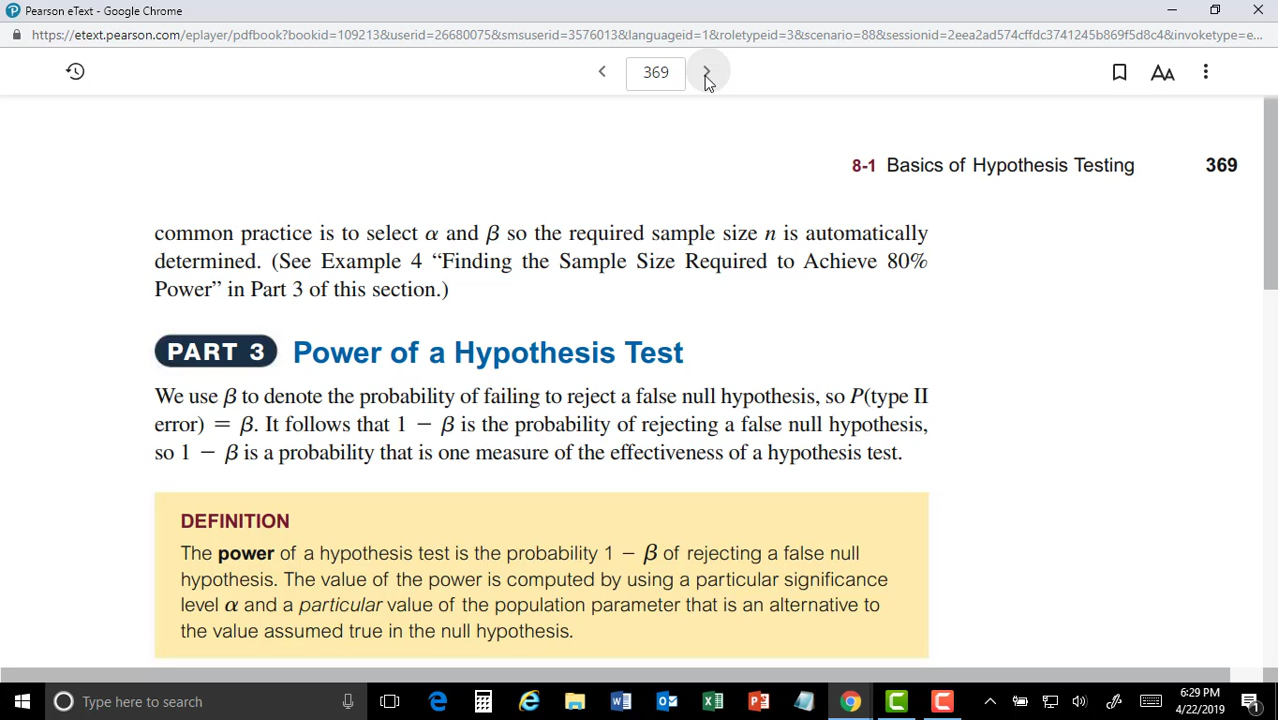 Pearson eText - Google Chrome
https://etext.pearson.com/eplayer/pdfbook?bookid=109213&userid=26680075&smsuserid=3576013&languageid=1&roletypeid=3&scenario=88&sessionid=2eea2ad574cffdc3741245b869f5d8c4&invoketype=e...
369
AA
8-1 Basics of Hypothesis Testing 369
common practice is to select α and β so the required sample size n is automatically
determined. (See Example 4 “Finding the Sample Size Required to Achieve 80%
Power” in Part 3 of this section.)
PART 3 Power of a Hypothesis Test
We use β to denote the probability of failing to reject a false null hypothesis, so P(type II
error) = β. It follows that 1 − β is the probability of rejecting a false null hypothesis,
so 1 − β is a probability that is one measure of the effectiveness of a hypothesis test.
DEFINITION
The power of a hypothesis test is the probability 1 − β of rejecting a false null
hypothesis. The value of the power is computed by using a particular significance
level α and a particular value of the population parameter that is an alternative to
the value assumed true in the null hypothesis.
Type here to search
6:29 PM
4/22/2019